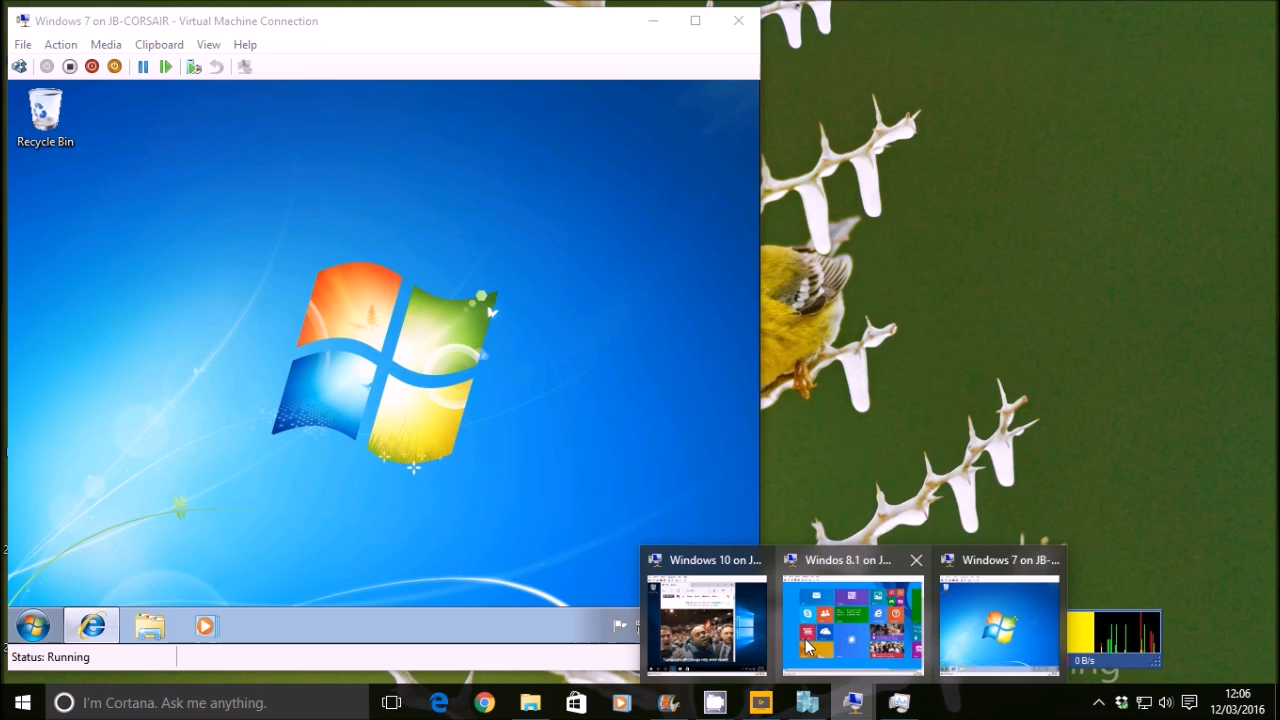 Windows 7 on JB-CORSAIR - Virtual Machine Connection
File Action Media Clipboard View Help
Recycle Bin
Status: Running
Windows 10 on J...
Windos 8.1 on J...
Windows 7 on JB-...
0 B/s
I'm Cortana. Ask me anything.
12:06
12/03/2016